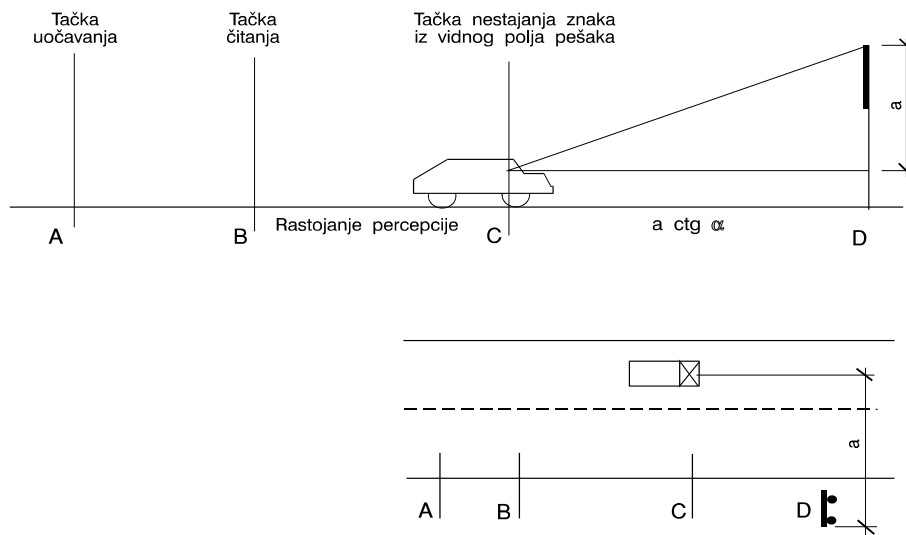 Tačka
uočavanja
Tačka
čitanja
Tačka nestajanja znaka
iz vidnog polja pešaka
a
A
B
Rastojanje percepcije
C
a ctg α
D
a
A
B
C
D